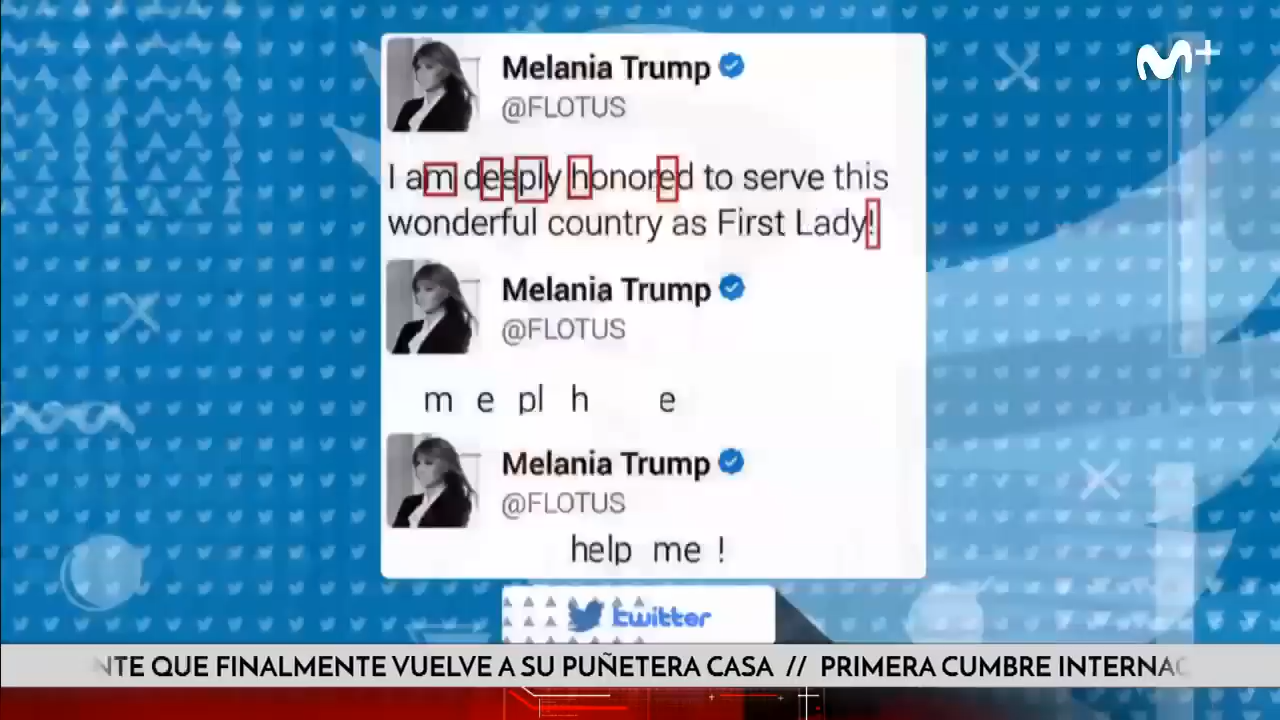 Melania Trump
@FLOTUS
M+
I am deeply honored to serve this
wonderful country as First Lady!
Melania Trump
@FLOTUS
m e pl h e
Melania Trump
@FLOTUS
help me !
twitter
NTE QUE FINALMENTE VUELVE A SU PUÑETERA CASA // PRIMERA CUMBRE INTERNAC